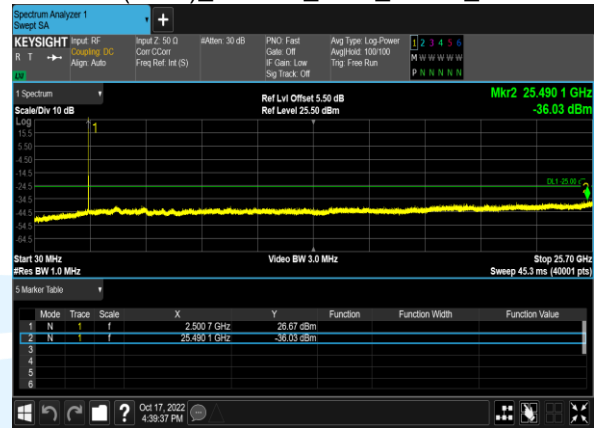 Spectrum Analyzer 1
Swept SA
KEYSIGHT Input: RF Input Z: 50 Ω #Atten: 30 dB PNO: Fast Avg Type: Log-Power 1 2 3 4 5 6
R T Coupling: DC Corr CCorr Gate: Off Avg|Hold: 100/100 M W W W W W
Align: Auto Freq Ref: Int (S) IF Gain: Low Trig: Free Run P N N N N N
Sig Track: Off
1 Spectrum Ref Lvl Offset 5.50 dB Mkr2 25.490 1 GHz
Scale/Div 10 dB Ref Level 25.50 dBm -36.03 dBm
Log
1
15.5
5.50
-4.50
-14.5
DL1 -25.00
-24.5
-34.5
-44.5
-54.5
-64.5
Start 30 MHz Video BW 3.0 MHz Stop 25.70 GHz
#Res BW 1.0 MHz Sweep 45.3 ms (40001 pts)
5 Marker Table
Mode Trace Scale X Y Function Function Width Function Value
1 N 1 f 2.500 7 GHz 26.67 dBm
2 N 1 f 25.490 1 GHz -36.03 dBm
3
4
5
6
? Oct 17, 2022
4:39:37 PM